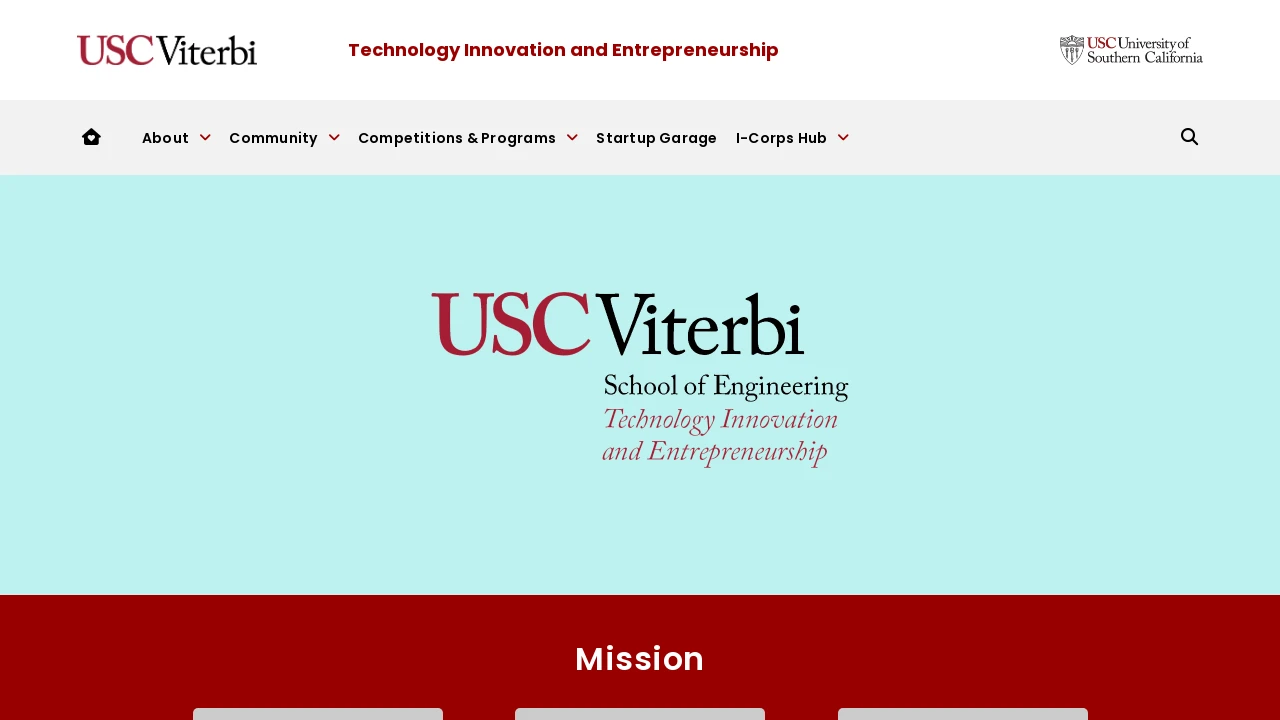 USC Viterbi
Technology Innovation and Entrepreneurship
USC University of
Southern California
About
Community
Competitions & Programs
Startup Garage
I-Corps Hub
USC Viterbi
School of Engineering
Technology Innovation
and Entrepreneurship
Mission